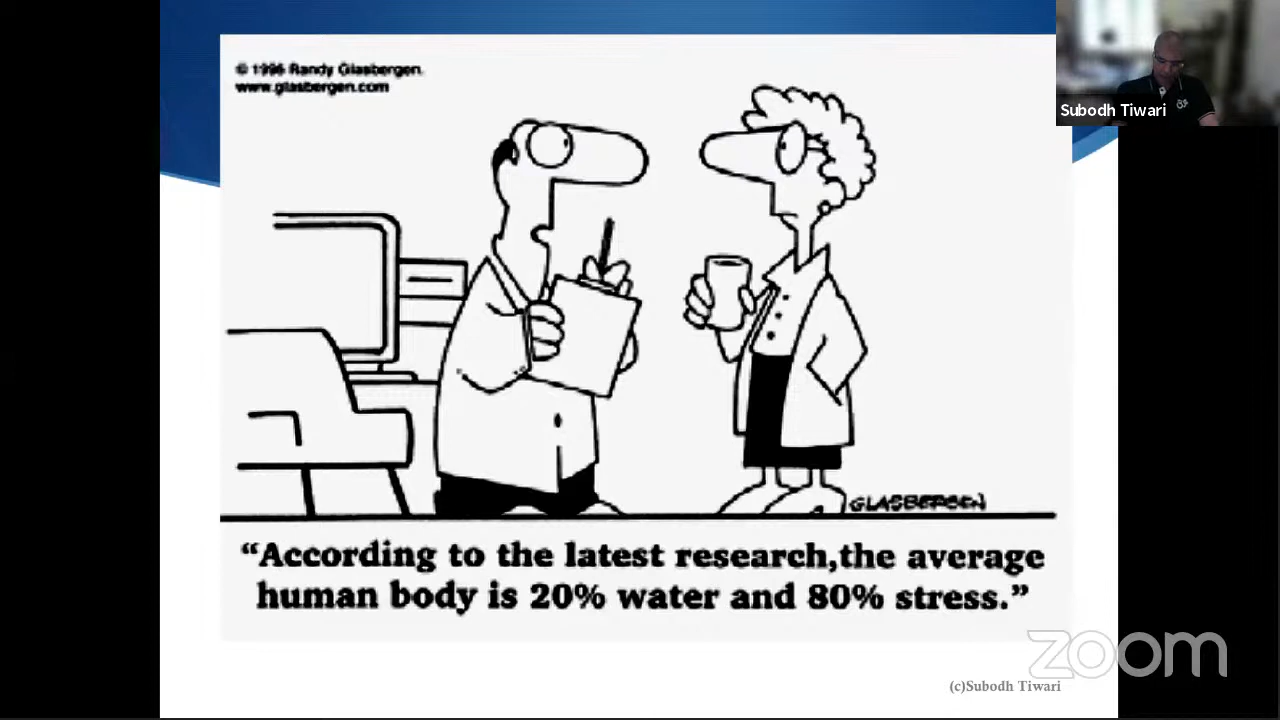 © 1996 Randy Glasbergen.
www.glasbergen.com
Subodh Tiwari
GLASBERGEN
“According to the latest research,the average
human body is 20% water and 80% stress.”
zoom
(c)Subodh Tiwari